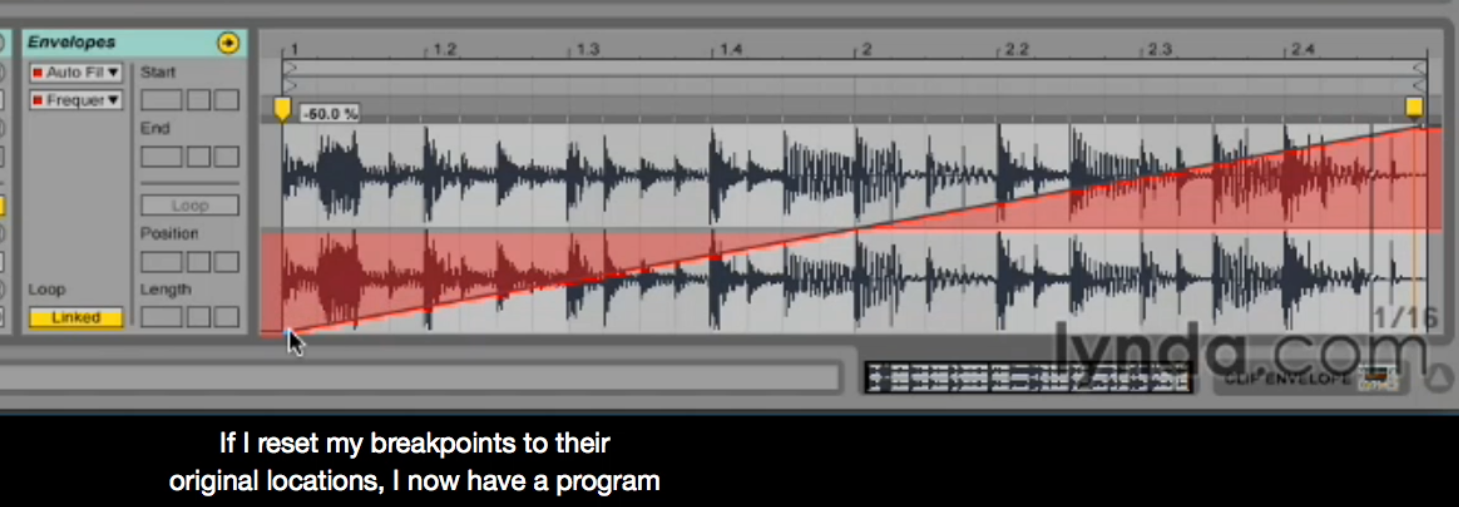 Envelopes
Auto Fil
Frequer
Start
End
Loop
Position
Loop
Length
Linked
1 1.2 1.3 1.4 2 2.2 2.3 2.4
-50.0 %
1/16
lynda.com
CLIP ENVELOPE
If I reset my breakpoints to their
original locations, I now have a program